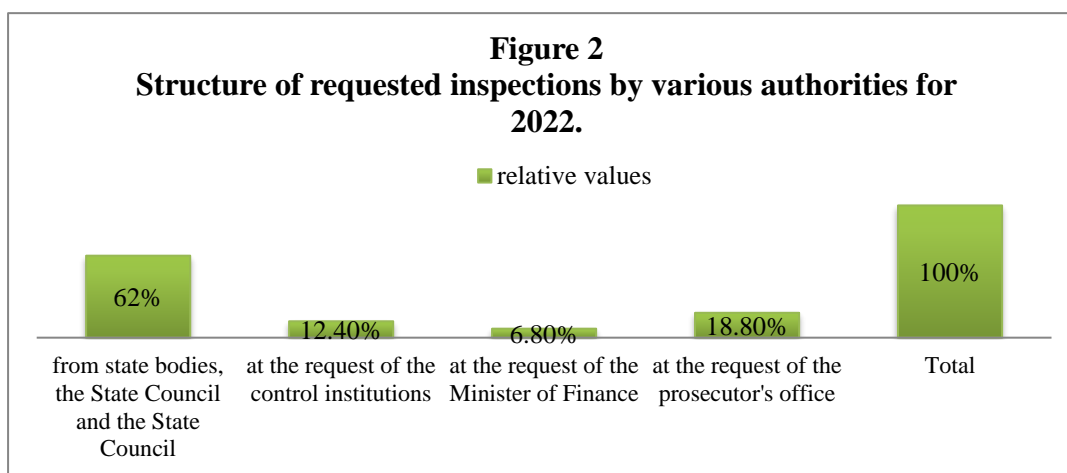 Figure 2
Structure of requested inspections by various authorities for
2022.
relative values
62%
12.40%
6.80%
18.80%
100%
from state bodies,
the State Council
and the State
Council
at the request of the
control institutions
at the request of the
Minister of Finance
at the request of the
prosecutor's office
Total